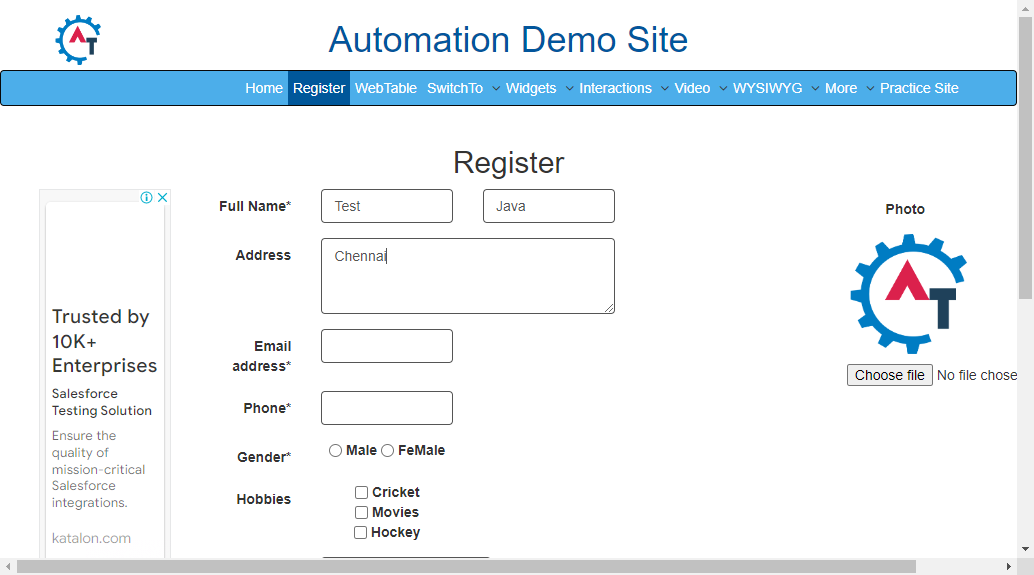 Automation Demo Site
Home Register WebTable SwitchTo Widgets Interactions Video WYSIWYG More Practice Site
Register
Full Name* Test Java
Address Chennai
Email address*
Phone*
Gender* Male FeMale
Hobbies Cricket
Movies
Hockey
Photo
AT
Choose file No file chose
Trusted by
10K+
Enterprises
Salesforce
Testing Solution
Ensure the
quality of
mission-critical
Salesforce
integrations.
katalon.com